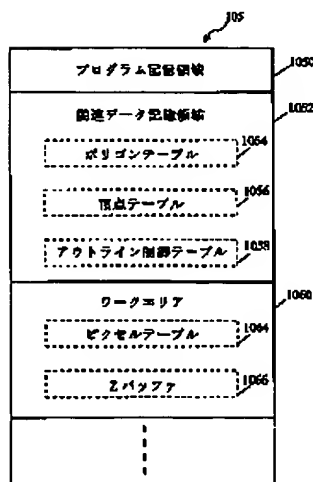 105
プログラム記憶領域 1050
関連データ記憶領域 1052
ポリゴンテーブル 1054
頂点テーブル 1056
アウトライン制御テーブル 1058
ワークエリア 1060
ピクセルテーブル 1064
Zバッファ 1066